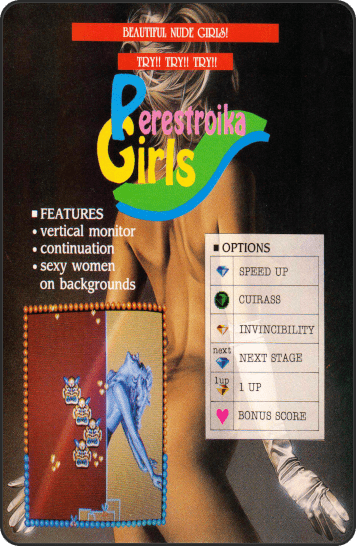 BEAUTIFUL NUDE GIRLS!
TRY!! TRY!! TRY!!
Perestroika
Girls
FEATURES
• vertical monitor
• continuation
• sexy women
on backgrounds
OPTIONS
SPEED UP
CUIRASS
INVINCIBILITY
next
NEXT STAGE
1up
1 UP
BONUS SCORE